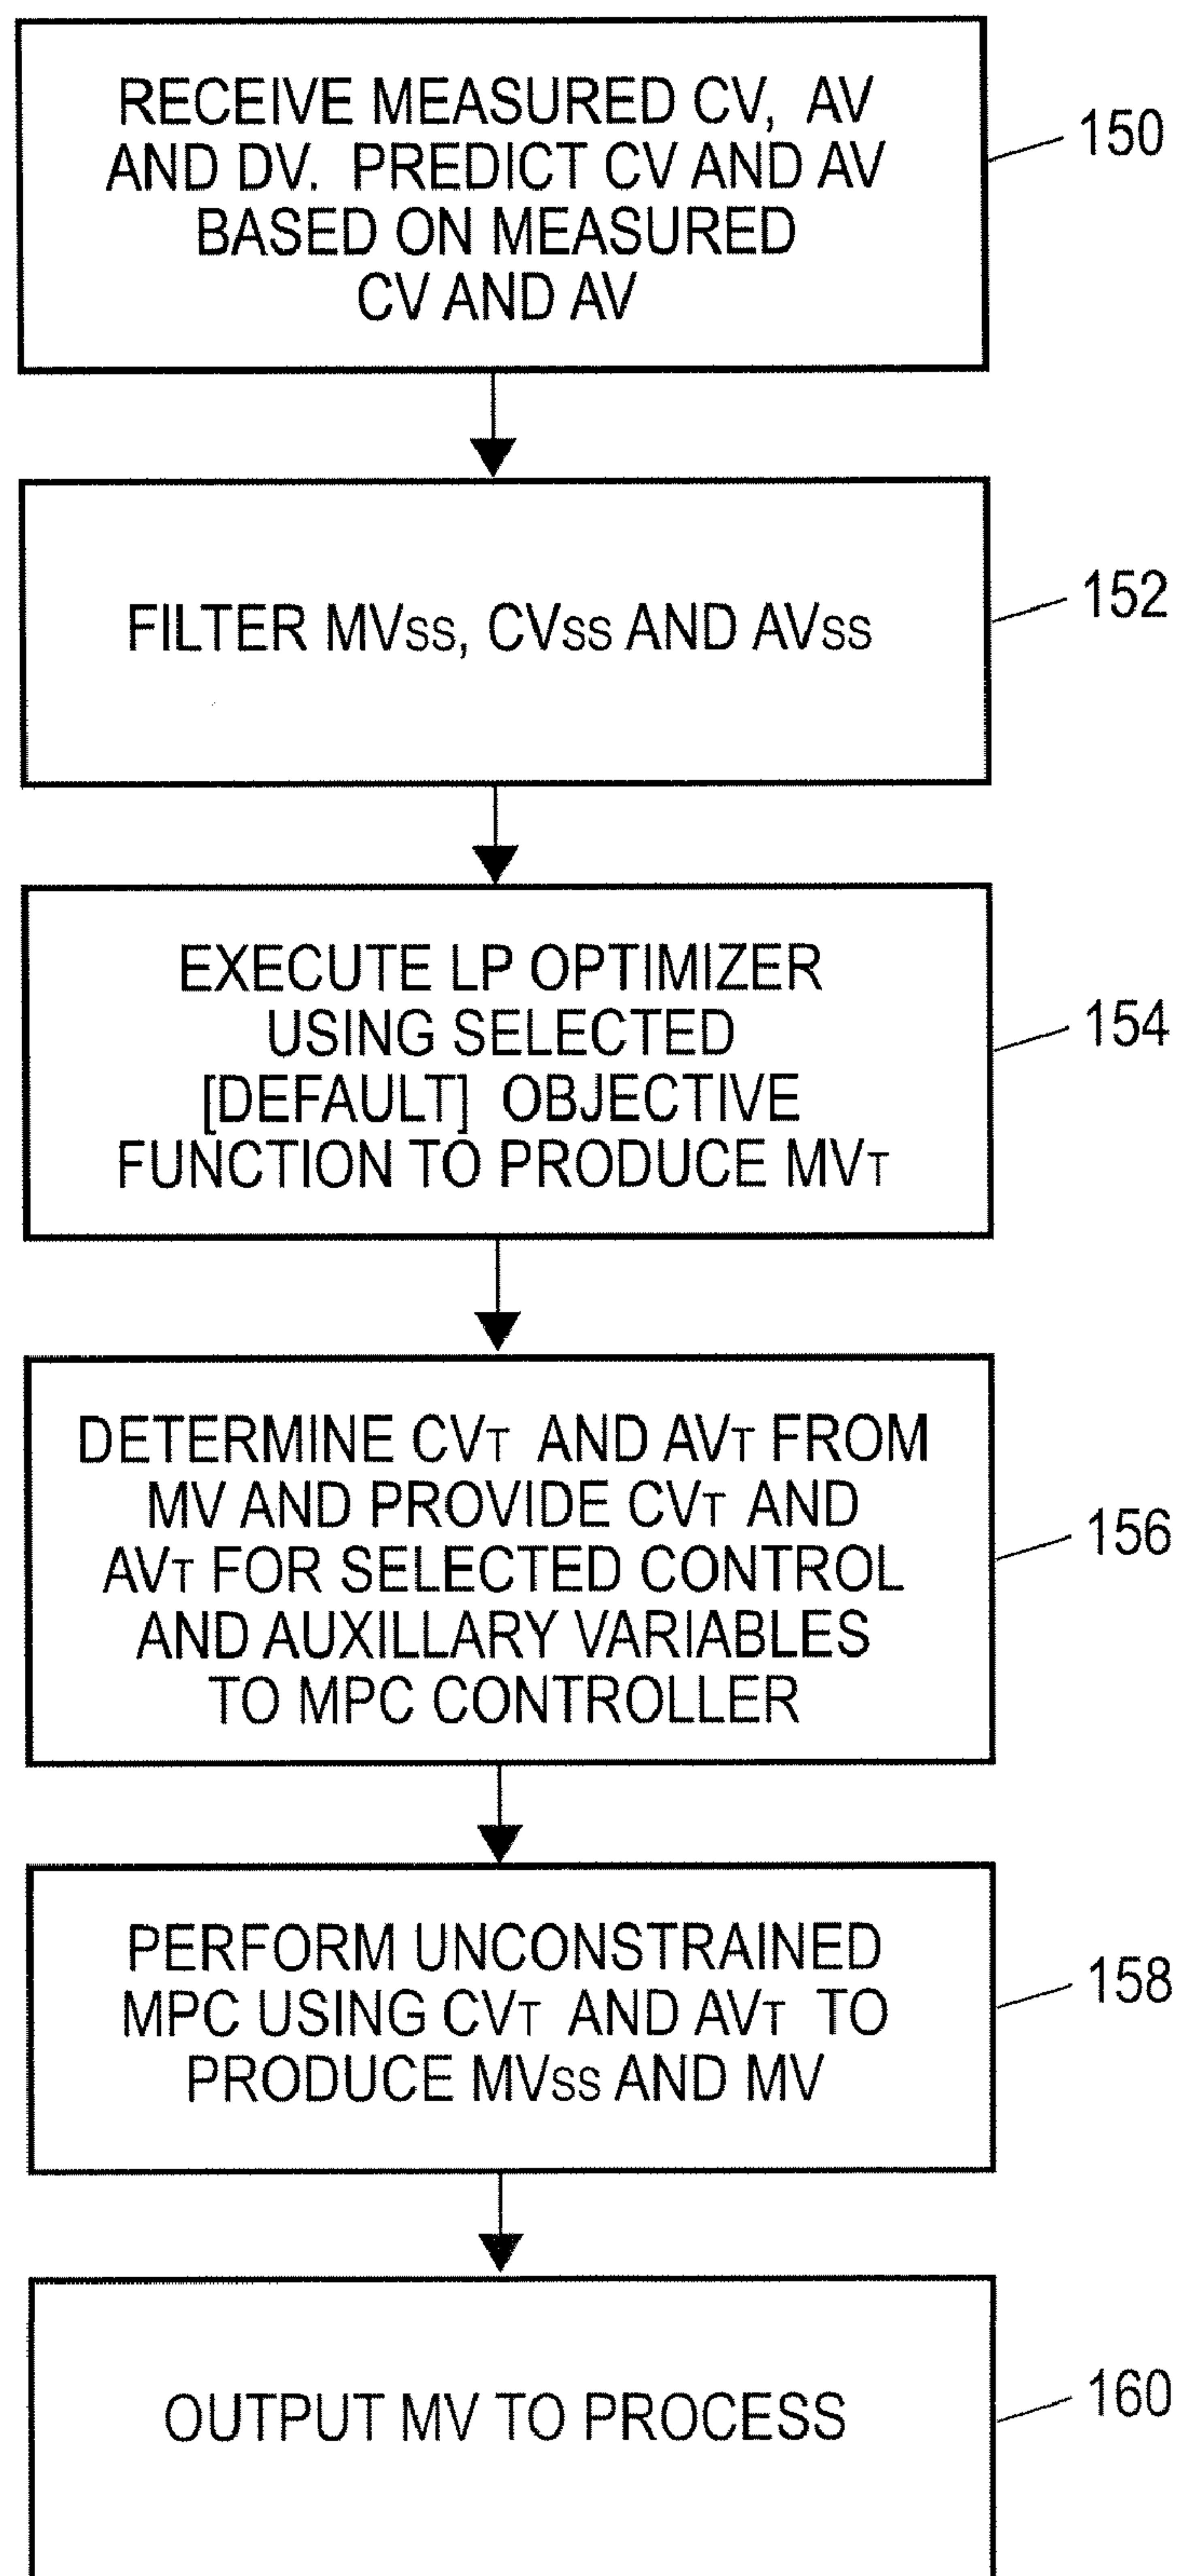 RECEIVE MEASURED CV, AV
AND DV. PREDICT CV AND AV
BASED ON MEASURED
CV AND AV
150
FILTER MVSS, CVSS AND AVSS
152
EXECUTE LP OPTIMIZER
USING SELECTED
[DEFAULT] OBJECTIVE
FUNCTION TO PRODUCE MVT
154
DETERMINE CVT AND AVT FROM
MV AND PROVIDE CVT AND
AVT FOR SELECTED CONTROL
AND AUXILLARY VARIABLES
TO MPC CONTROLLER
156
PERFORM UNCONSTRAINED
MPC USING CVT AND AVT TO
PRODUCE MVSS AND MV
158
OUTPUT MV TO PROCESS
160